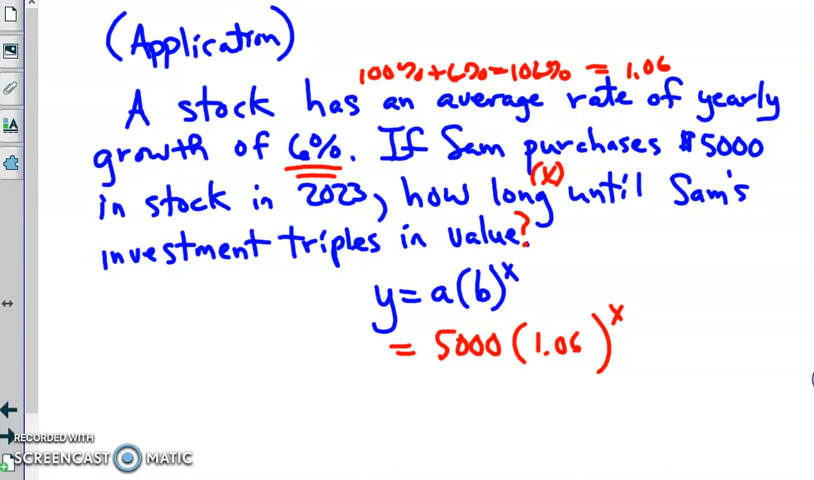 (Application)
100%+6%=106% = 1.06
A stock has an average rate of yearly
growth of 6%. If Sam purchases $5000
(x)
in stock in 2023, how long until Sam's
investment triples in value?
y=a(b)^x
= 5000(1.06)^x
RECORDED WITH
SCREENCAST MATIC